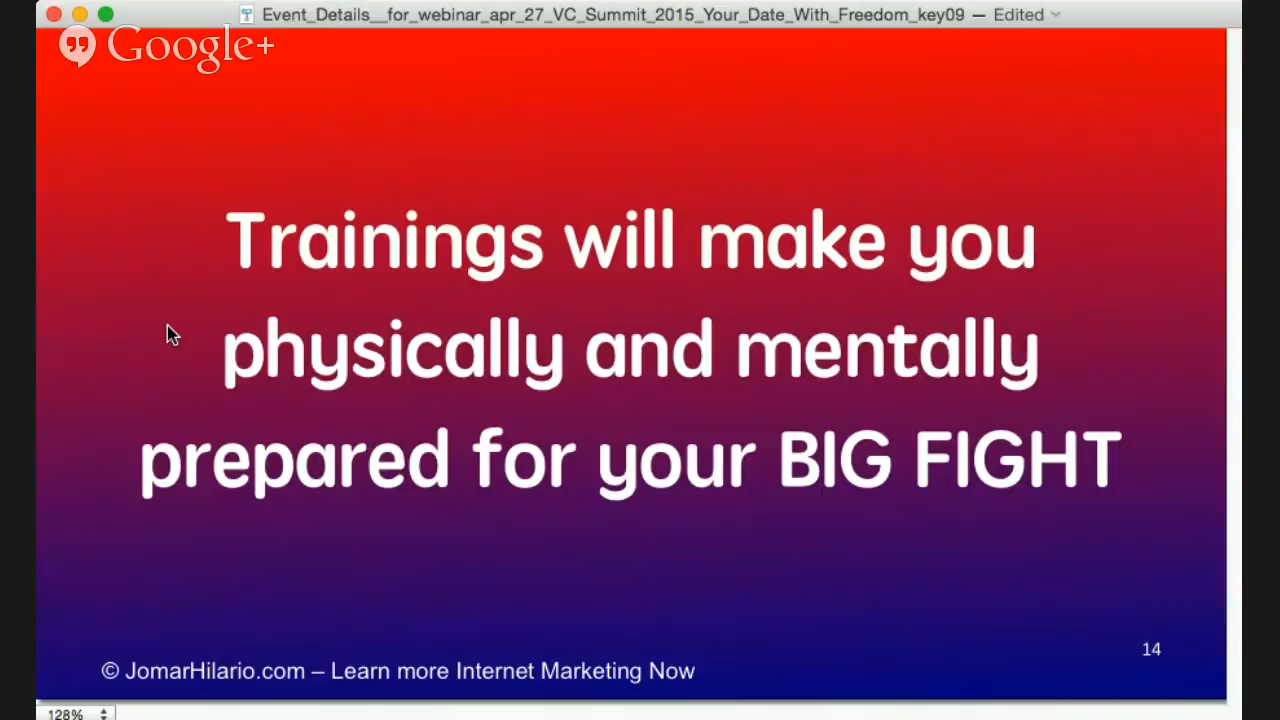 Event_Details__for_webinar_apr_27_VC_Summit_2015_Your_Date_With_Freedom_key09 — Edited
Google+
Trainings will make you
physically and mentally
prepared for your BIG FIGHT
14
© JomarHilario.com – Learn more Internet Marketing Now
128%